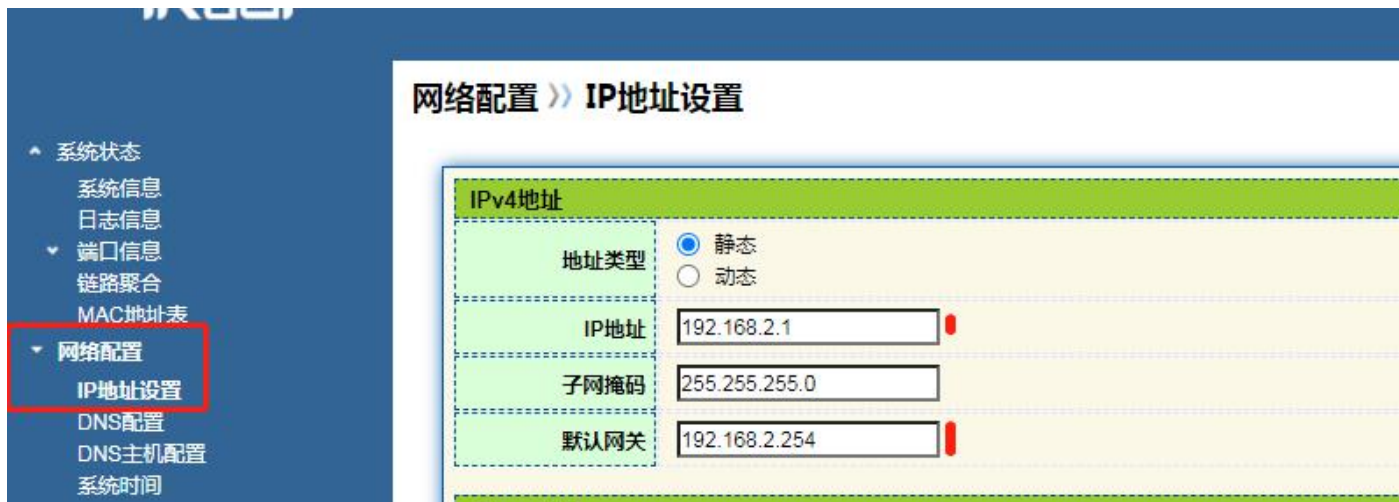 网络配置 》 IP地址设置
系统状态
系统信息
日志信息
端口信息
链路聚合
MAC地址表
网络配置
IP地址设置
DNS配置
DNS主机配置
系统时间
IPv4地址
地址类型
静态
动态
IP地址 192.168.2.1
子网掩码 255.255.255.0
默认网关 192.168.2.254